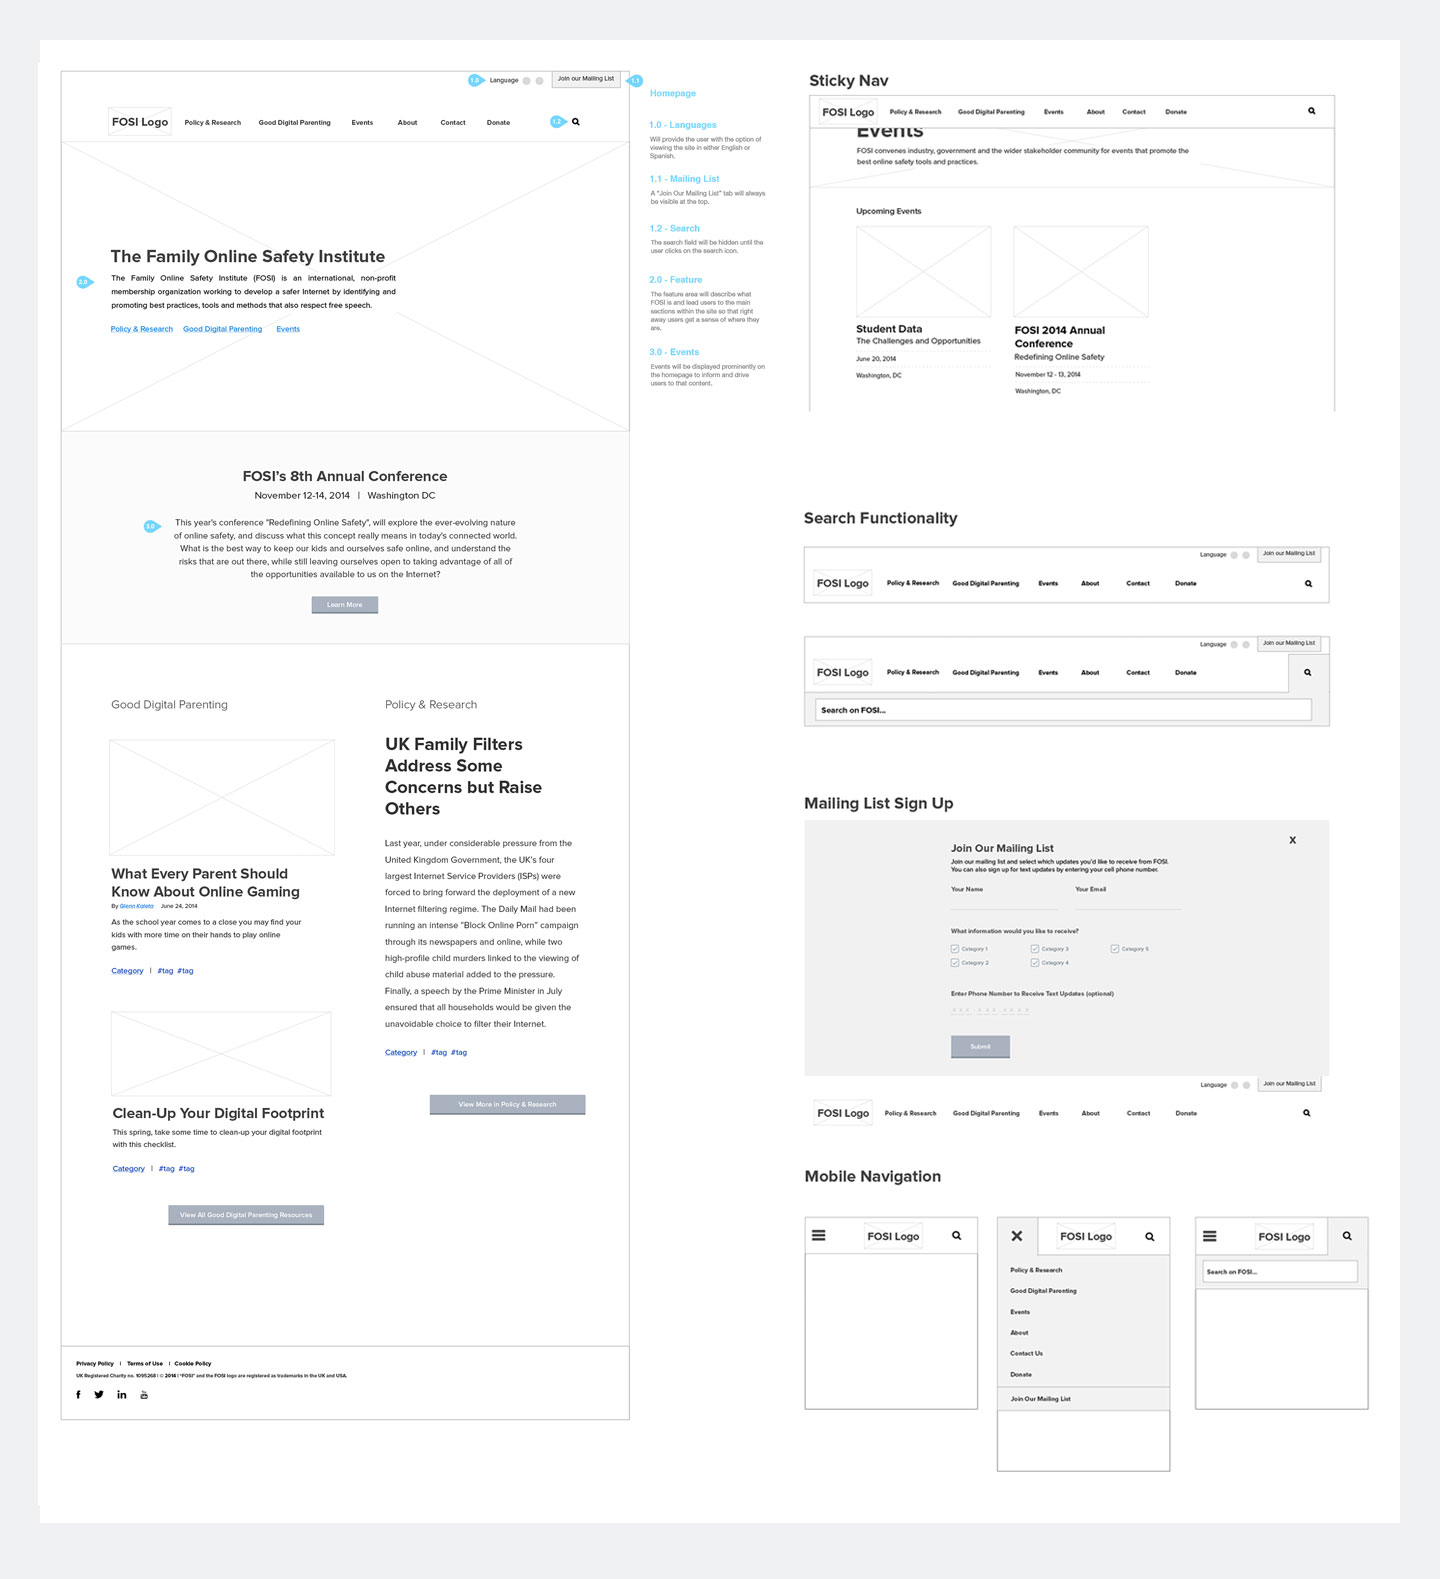 1.0
Language
Join our Mailing List
1.1
FOSI Logo
Policy & Research
Good Digital Parenting
Events
About
Contact
Donate
1.2
The Family Online Safety Institute
2.0
The Family Online Safety Institute (FOSI) is an international, non-profit
membership organization working to develop a safer Internet by identifying and
promoting best practices, tools and methods that also respect free speech.
Policy & Research
Good Digital Parenting
Events
FOSI's 8th Annual Conference
November 12-14, 2014 | Washington DC
3.0
This year's conference "Redefining Online Safety", will explore the ever-evolving nature
of online safety, and discuss what this concept really means in today's connected world.
What is the best way to keep our kids and ourselves safe online, and understand the
risks that are out there, while still leaving ourselves open to taking advantage of all of
the opportunities available to us on the Internet?
Learn More
Good Digital Parenting
What Every Parent Should
Know About Online Gaming
By Glenn Kaleta June 24, 2014
As the school year comes to a close you may find your
kids with more time on their hands to play online
games.
Category | #tag #tag
Clean-Up Your Digital Footprint
This spring, take some time to clean-up your digital footprint
with this checklist.
Category | #tag #tag
View All Good Digital Parenting Resources
Policy & Research
UK Family Filters
Address Some
Concerns but Raise
Others
Last year, under considerable pressure from the
United Kingdom Government, the UK's four
largest Internet Service Providers (ISPs) were
forced to bring forward the deployment of a new
Internet filtering regime. The Daily Mail had been
running an intense "Block Online Porn" campaign
through its newspapers and online, while two
high-profile child murders linked to the viewing of
child abuse material added to the pressure.
Finally, a speech by the Prime Minister in July
ensured that all households would be given the
unavoidable choice to filter their Internet.
Category | #tag #tag
View More in Policy & Research
Privacy Policy | Terms of Use | Cookie Policy
UK Registered Charity no. 1095268 | © 2014 | "FOSI" and the FOSI logo are registered as trademarks in the UK and USA.
Homepage
1.0 - Languages
Will provide the user with the option of
viewing the site in either English or
Spanish.
1.1 - Mailing List
A "Join Our Mailing List" tab will always
be visible at the top.
1.2 - Search
The search field will be hidden until the
user clicks on the search icon.
2.0 - Feature
The feature area will describe what
FOSI is and lead users to the main
sections within the site so that right
away users get a sense of where they
are.
3.0 - Events
Events will be displayed prominently on
the homepage to inform and drive
users to that content.
Sticky Nav
FOSI Logo
Policy & Research
Good Digital Parenting
Events
About
Contact
Donate
Events
FOSI convenes industry, government and the wider stakeholder community for events that promote the
best online safety tools and practices.
Upcoming Events
Student Data
The Challenges and Opportunities
June 20, 2014
Washington, DC
FOSI 2014 Annual
Conference
Redefining Online Safety
November 12 - 13, 2014
Washington, DC
Search Functionality
Language
Join our Mailing List
FOSI Logo
Policy & Research
Good Digital Parenting
Events
About
Contact
Donate
Language
Join our Mailing List
FOSI Logo
Policy & Research
Good Digital Parenting
Events
About
Contact
Donate
Search on FOSI...
Mailing List Sign Up
X
Join Our Mailing List
Join our mailing list and select which updates you'd like to receive from FOSI.
You can also sign up for text updates by entering your cell phone number.
Your Name
Your Email
What information would you like to receive?
Category 1
Category 3
Category 5
Category 2
Category 4
Enter Phone Number to Receive Text Updates (optional)
Submit
Language
Join our Mailing List
FOSI Logo
Policy & Research
Good Digital Parenting
Events
About
Contact
Donate
Mobile Navigation
FOSI Logo
FOSI Logo
Policy & Research
Good Digital Parenting
Events
About
Contact Us
Donate
Join Our Mailing List
FOSI Logo
Search on FOSI...